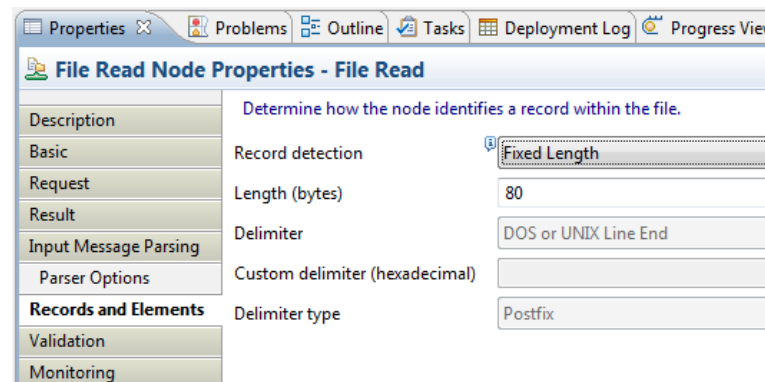 Properties Problems Outline Tasks Deployment Log Progress View
File Read Node Properties - File Read
Determine how the node identifies a record within the file.
Description
Basic
Record detection Fixed Length
Request
Length (bytes) 80
Result
Delimiter DOS or UNIX Line End
Input Message Parsing
Parser Options
Custom delimiter (hexadecimal)
Records and Elements
Delimiter type Postfix
Validation
Monitoring